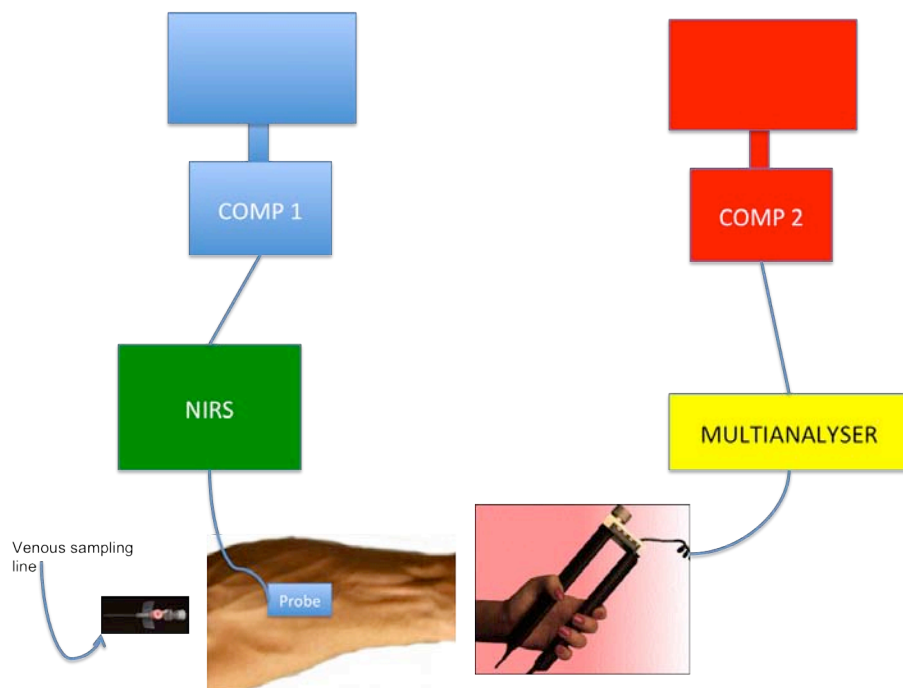 COMP 1
COMP 2
NIRS
MULTIANALYSER
Venous sampling
line
Probe